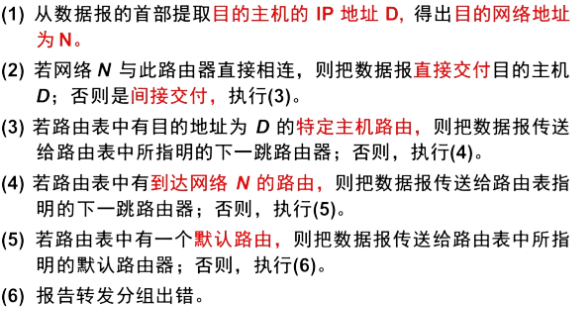 (1) 从数据报的首部提取目的主机的 IP 地址 D, 得出目的网络地址
为 N。
(2) 若网络 N 与此路由器直接相连，则把数据报直接交付目的主机
D；否则是间接交付，执行(3)。
(3) 若路由表中有目的地址为 D 的特定主机路由，则把数据报传送
给路由表中所指明的下一跳路由器；否则，执行(4)。
(4) 若路由表中有到达网络 N 的路由，则把数据报传送给路由表指
明的下一跳路由器；否则，执行(5)。
(5) 若路由表中有一个默认路由，则把数据报传送给路由表中所指
明的默认路由器；否则，执行(6)。
(6) 报告转发分组出错。